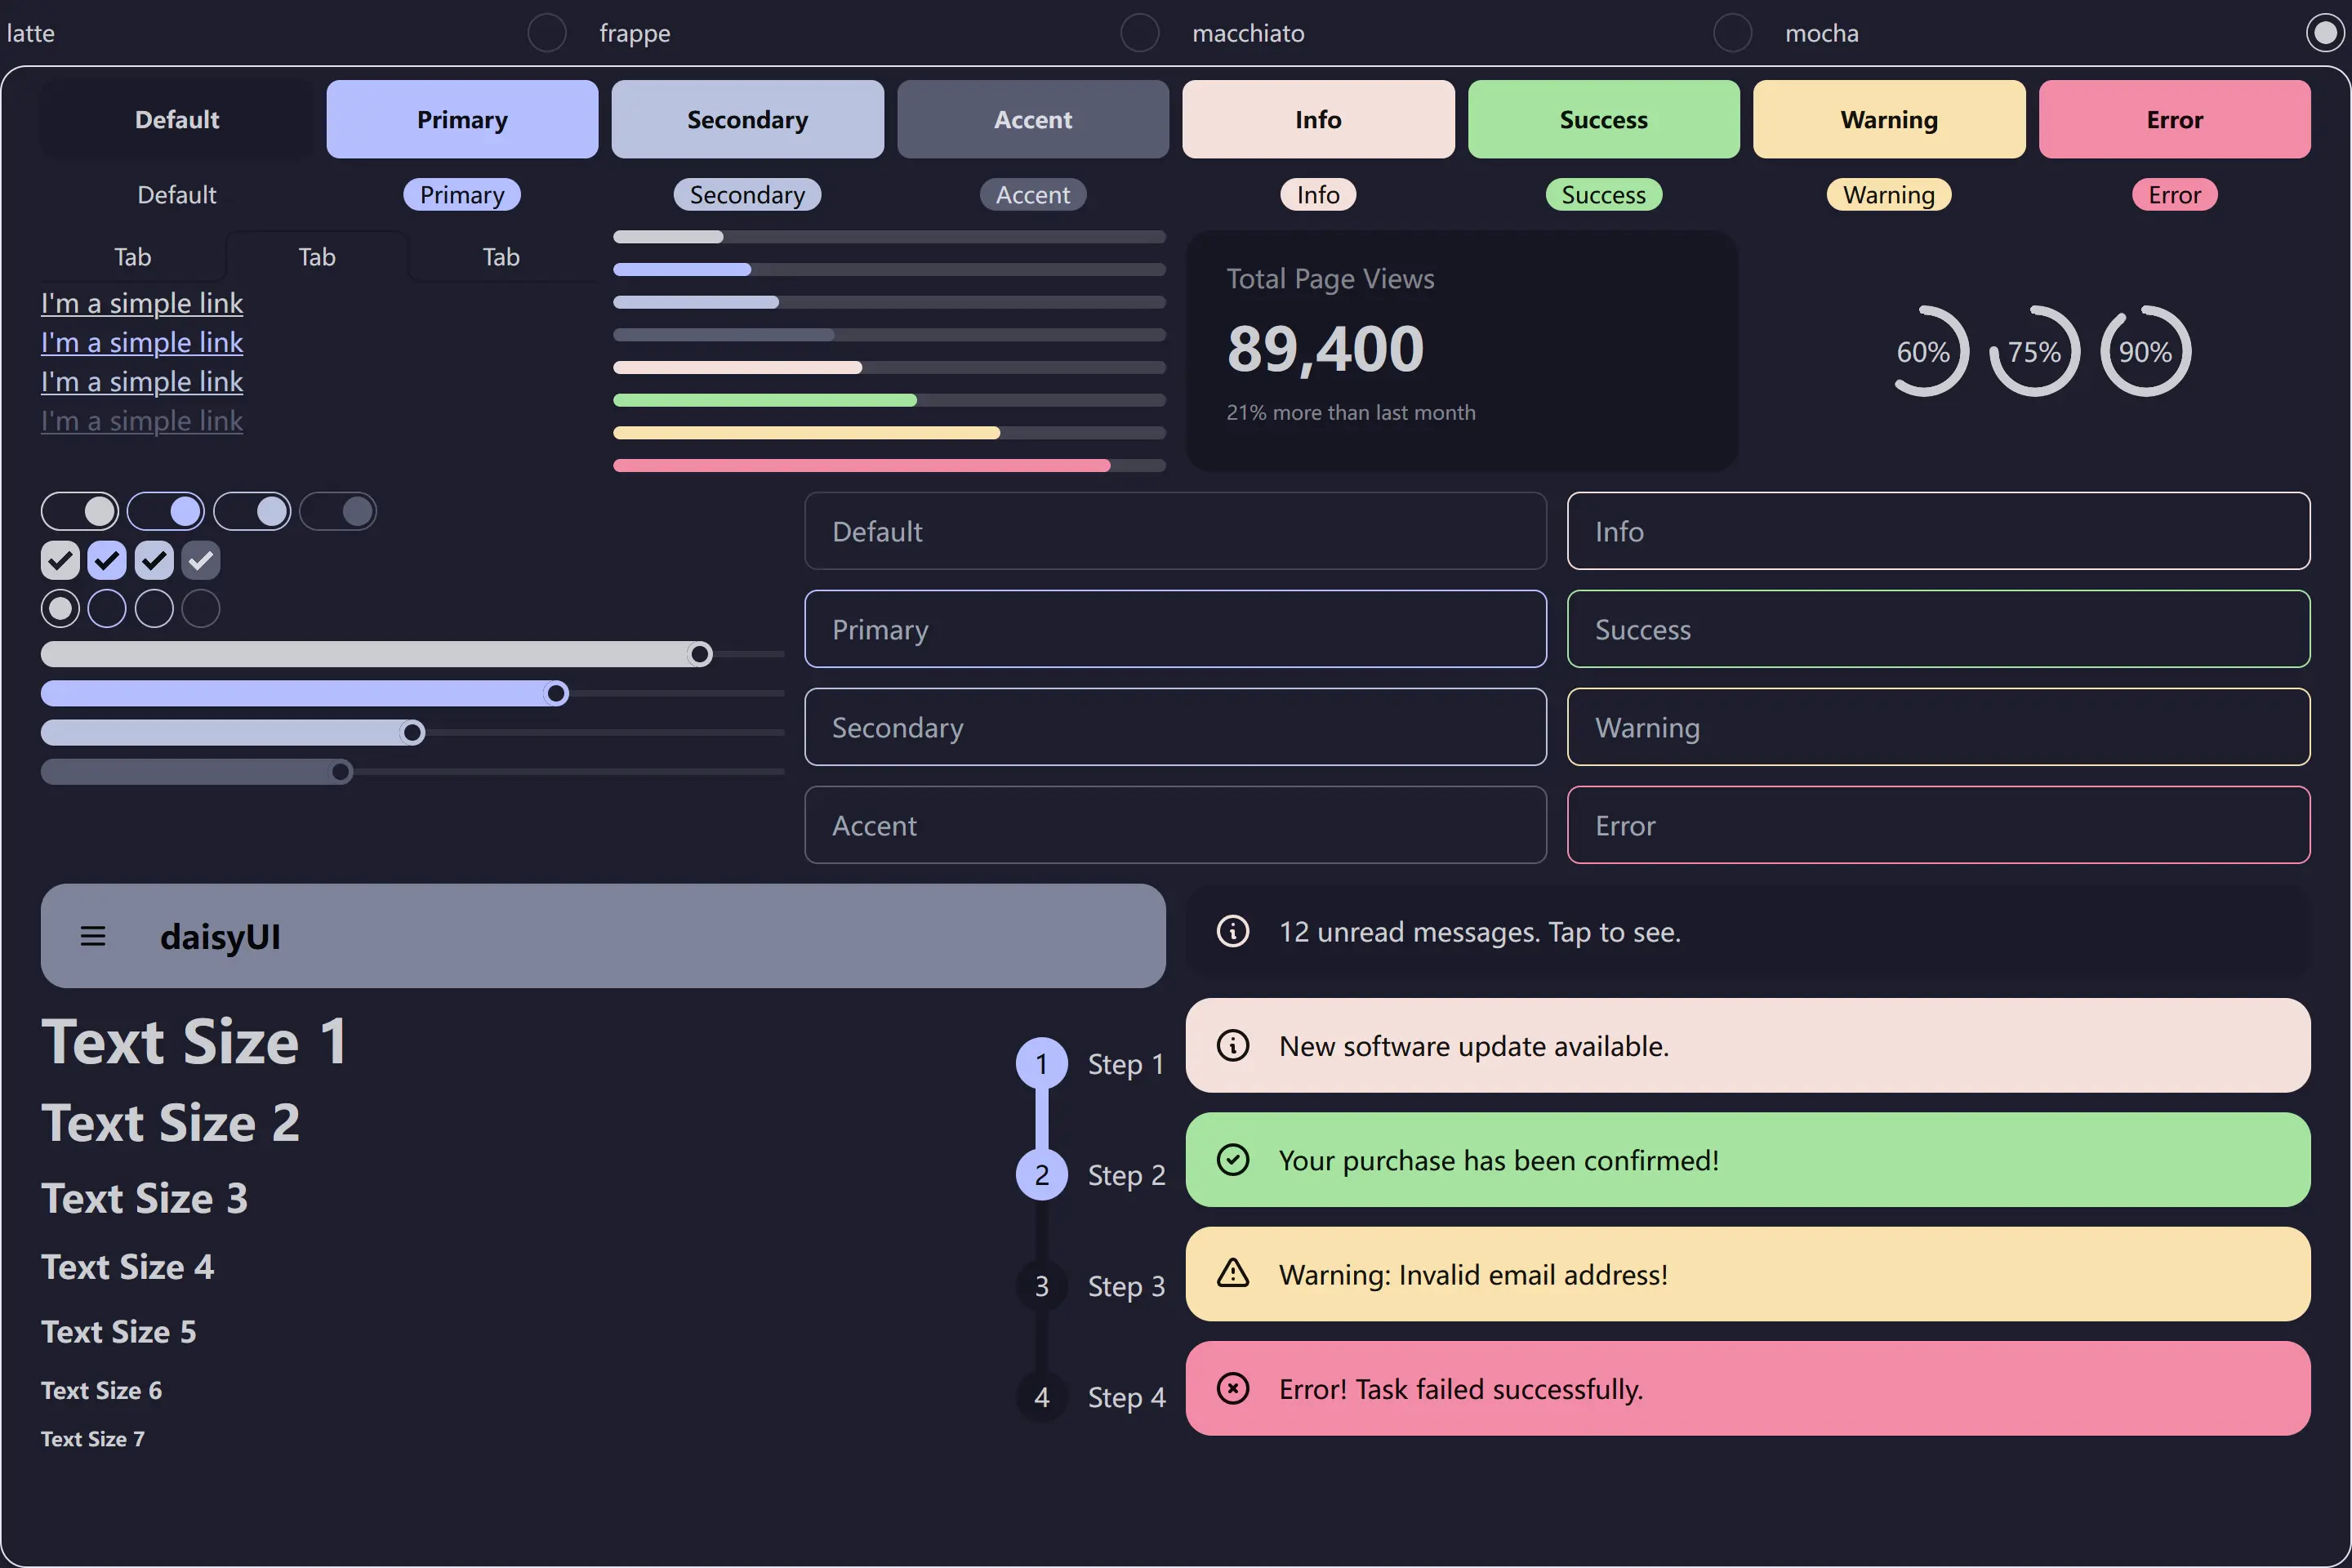 latte frappe macchiato mocha
Default Primary Secondary Accent Info Success Warning Error
Default Primary Secondary Accent Info Success Warning Error
Tab Tab Tab
I'm a simple link
I'm a simple link
I'm a simple link
I'm a simple link
Total Page Views
89,400
21% more than last month
60% 75% 90%
Default
Info
Primary
Success
Secondary
Warning
Accent
Error
daisyUI
Text Size 1
Text Size 2
Text Size 3
Text Size 4
Text Size 5
Text Size 6
Text Size 7
1 Step 1
2 Step 2
3 Step 3
4 Step 4
12 unread messages. Tap to see.
New software update available.
Your purchase has been confirmed!
Warning: Invalid email address!
Error! Task failed successfully.